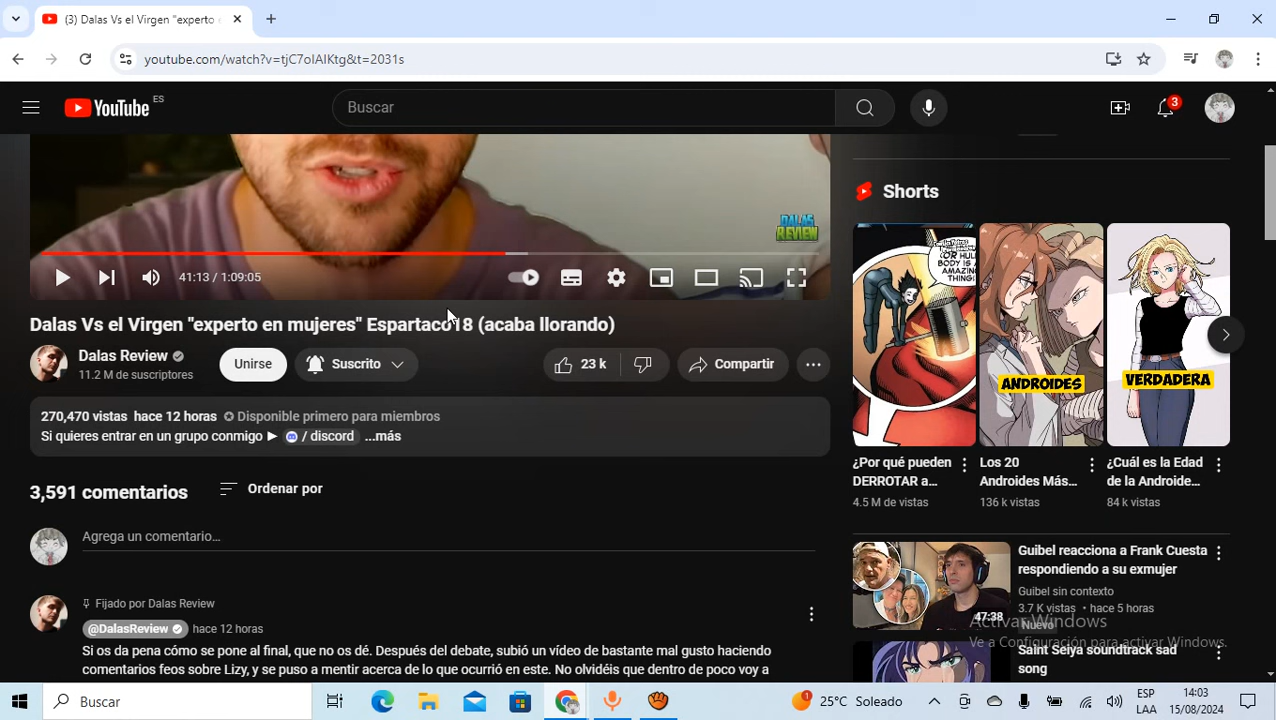 (3) Dalas Vs el Virgen "experto
youtube.com/watch?v=tjC7oIAIKtg&t=2031s
YouTube ES
Buscar
3
DALAS
REVIEW
41:13 / 1:09:05
Dalas Vs el Virgen "experto en mujeres" Espartaco18 (acaba llorando)
Dalas Review
11.2 M de suscriptores
Unirse
Suscrito
23 k
Compartir
270,470 vistas hace 12 horas Disponible primero para miembros
Si quieres entrar en un grupo conmigo ► / discord ...más
3,591 comentarios
Ordenar por
Agrega un comentario...
Fijado por Dalas Review
@DalasReview hace 12 horas
Si os da pena cómo se pone al final, que no os dé. Después del debate, subió un vídeo de bastante mal gusto haciendo
comentarios feos sobre Lizy, y se puso a mentir acerca de lo que ocurrió en este. No olvidéis que dentro de poco voy a
Shorts
OR HULK
BODY IS A
AMAZING
THING!
ANDROIDES
VERDADERA
¿Por qué pueden
DERROTAR a...
4.5 M de vistas
Los 20
Androides Más...
136 k vistas
¿Cuál es la Edad
de la Androide...
84 k vistas
47:38
Guibel reacciona a Frank Cuesta
respondiendo a su exmujer
Guibel sin contexto
3.7 K vistas • hace 5 horas
Nuevo
Saint Seiya soundtrack sad
song
Activar Windows
Ve a Configuración para activar Windows.
Buscar
1
25°C Soleado
ESP
LAA
14:03
15/08/2024